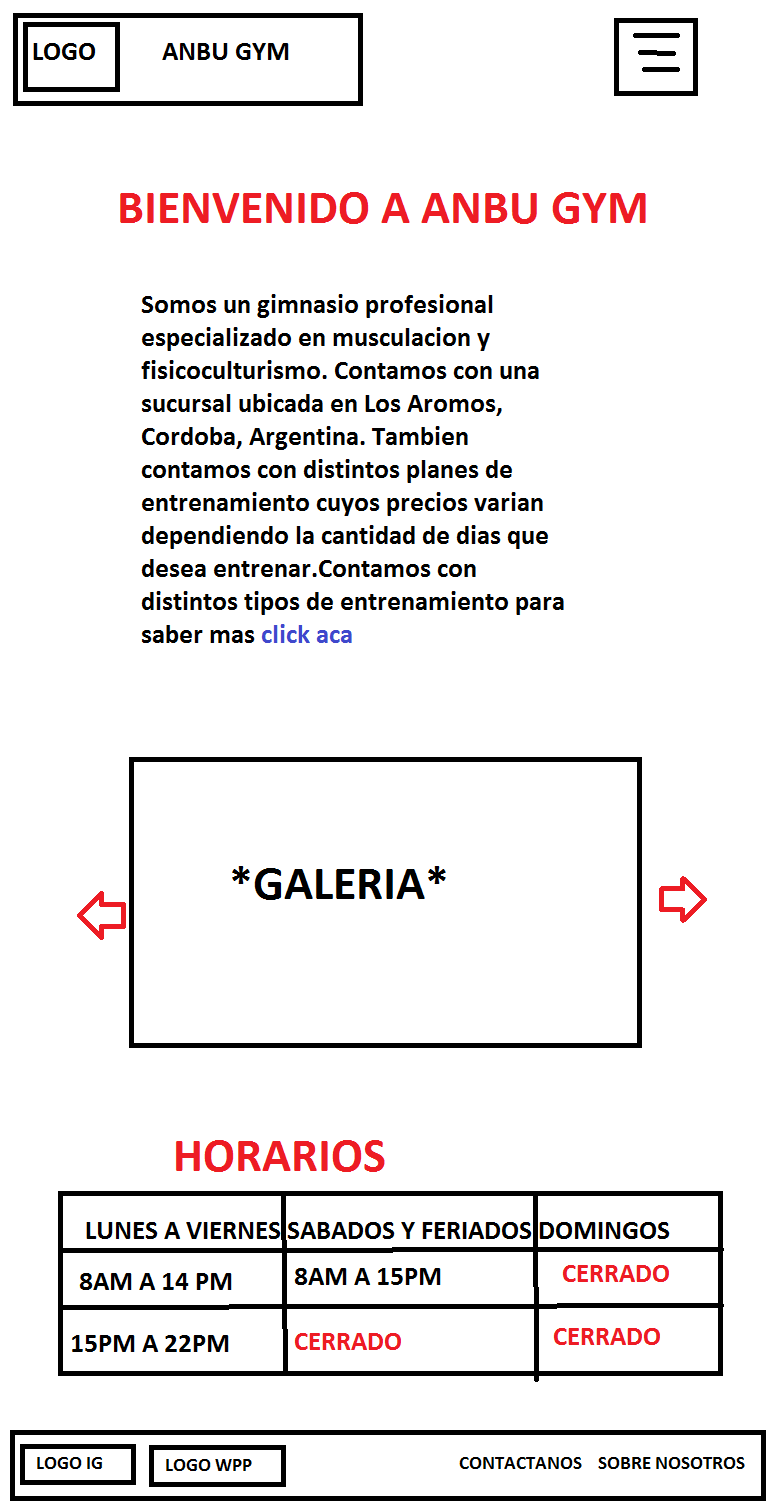 LOGO ANBU GYM
BIENVENIDO A ANBU GYM
Somos un gimnasio profesional
especializado en musculacion y
fisicoculturismo. Contamos con una
sucursal ubicada en Los Aromos,
Cordoba, Argentina. Tambien
contamos con distintos planes de
entrenamiento cuyos precios varian
dependiendo la cantidad de dias que
desea entrenar.Contamos con
distintos tipos de entrenamiento para
saber mas click aca
*GALERIA*
HORARIOS
LUNES A VIERNES SABADOS Y FERIADOS DOMINGOS
8AM A 14 PM 8AM A 15PM CERRADO
15PM A 22PM CERRADO CERRADO
LOGO IG LOGO WPP CONTACTANOS SOBRE NOSOTROS